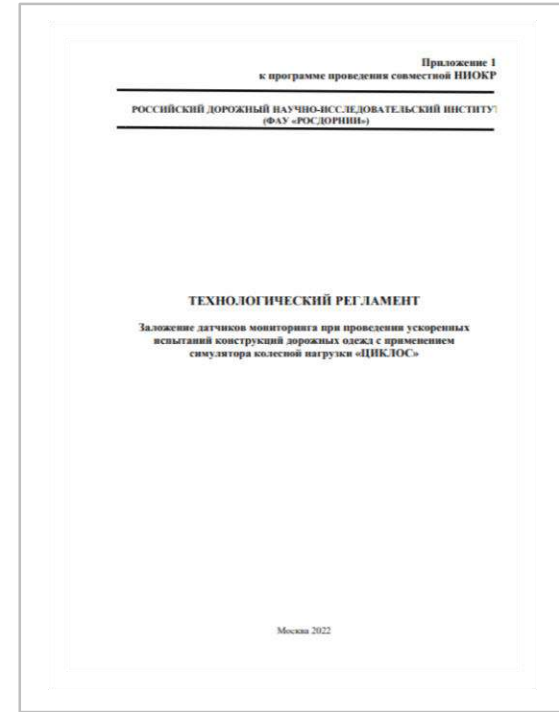 Приложение 1
к программе проведения совместной НИОКР
РОССИЙСКИЙ ДОРОЖНЫЙ НАУЧНО-ИССЛЕДОВАТЕЛЬСКИЙ ИНСТИТУ
(ФАУ «РОСДОРНИИ»)
ТЕХНОЛОГИЧЕСКИЙ РЕГЛАМЕНТ
Заложение датчиков мониторинга при проведении ускоренных
испытаний конструкций дорожных одежд с применением
симулятора колесной нагрузки «ЦИКЛОС»
Москва 2022